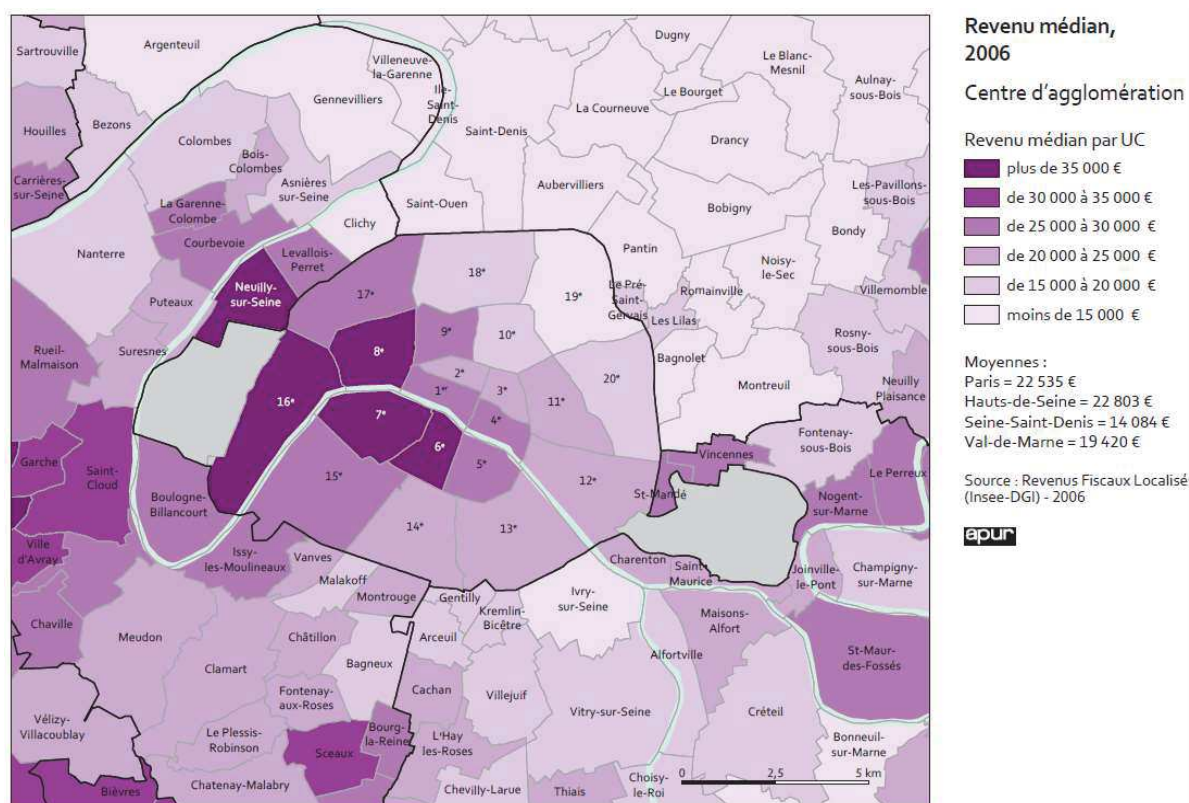 Revenu médian,
2006
Centre d'agglomération
Revenu médian par UC
plus de 35 000 €
de 30 000 à 35 000 €
de 25 000 à 30 000 €
de 20 000 à 25 000 €
de 15 000 à 20 000 €
moins de 15 000 €
Moyennes :
Paris = 22 535 €
Hauts-de-Seine = 22 803 €
Seine-Saint-Denis = 14 084 €
Val-de-Marne = 19 420 €
Source : Revenus Fiscaux Localisé
(Insee-DGI) - 2006
apur
Sartrouville
Argenteuil
Villeneuve-
la-Garenne
Dugny
Le Blanc-
Mesnil
Aulnay-
sous-Bois
Ile-
Saint-
Denis
Gennevilliers
La Courneuve
Le Bourget
Houilles
Bezons
Colombes
Bois-
Colombes
Saint-Denis
Drancy
Carrières-
sur-Seine
La Garenne-
Colombe
Asnières
-sur-Seine
Aubervilliers
Les-Pavillons-
sous-Bois
Saint-Ouen
Bobigny
Clichy
Bondy
Courbevoie
Nanterre
Levallois-
Perret
Pantin
Noisy-
le-Sec
Neuilly-
sur-Seine
Puteaux
17e
18e
19e
Le Pré-
Saint-
Gervais
Romainville
Villemomble
Les Lilas
Suresnes
Rueil-
Malmaison
8e
9e
10e
Rosny-
sous-Bois
2e
Bagnolet
20e
16e
1er
3e
11e
Montreuil
Neuilly
Plaisance
7e
4e
6e
Garche
Saint-
Cloud
5e
Vincennes
Fontenay-
sous-Bois
Le Perreux
15e
12e
St-Mandé
Boulogne-
Billancourt
Nogent-
sur-Marne
14e
13e
Ville
d'Avray
Issy-
les-Moulineaux
Vanves
Malakoff
Montrouge
Charenton
Saint-
Maurice
Joinville-
le-Pont
Champigny-
sur-Marne
Gentilly
Kremlin-
Bicêtre
Ivry-
sur-Seine
Chaville
Meudon
Châtillon
Arceuil
Maisons-
Alfort
Clamart
Bagneux
Alfortville
St-Maur-
des-Fossés
Fontenay-
aux-Roses
Cachan
Villejuif
Vitry-sur-Seine
Créteil
Vélizy-
Villacoublay
Le Plessis-
Robinson
Sceaux
Bourg-
la-Reine
L'Hay
les-Roses
Bonneuil-
sur-Marne
Bièvres
Chatenay-Malabry
Chevilly-Larue
Thiais
Choisy-
le-Roi
0 2,5 5 km